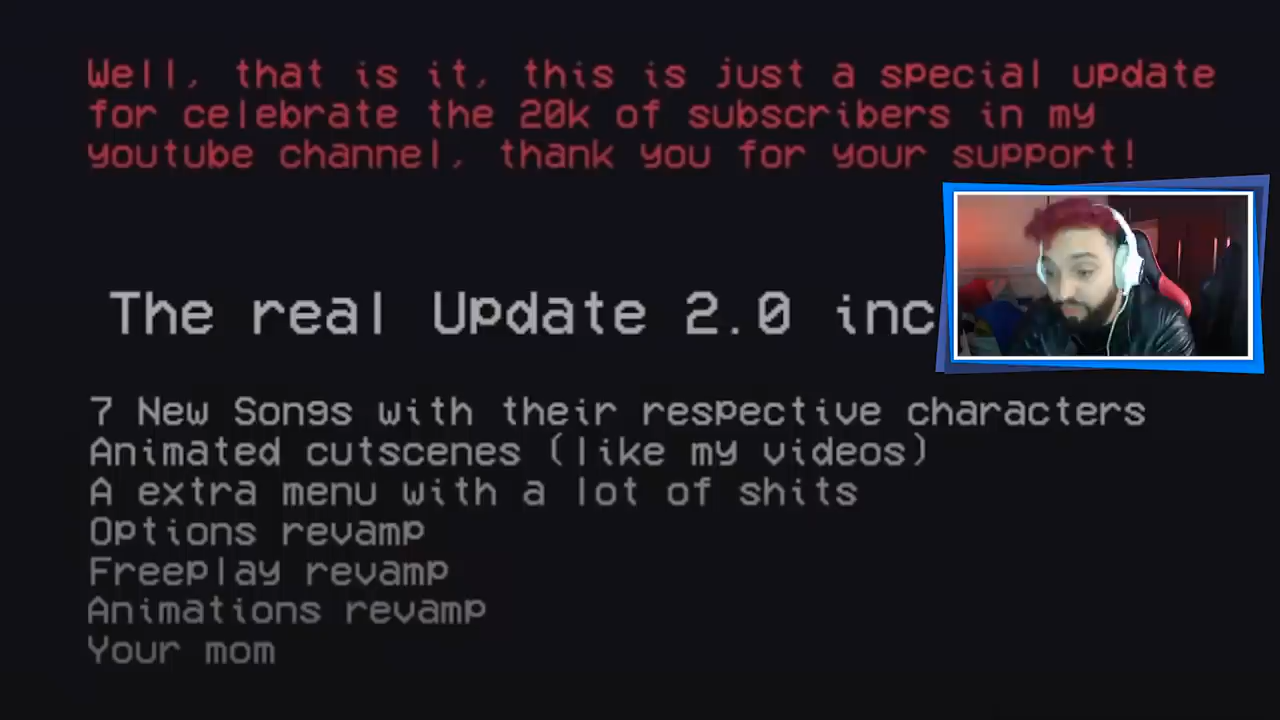 Well, that is it, this is just a special update
for celebrate the 20k of subscribers in my
youtube channel, thank you for your support!
The real Update 2.0
7 New Songs with their respective characters
Animated cutscenes (like my videos)
A extra menu with a lot of shits
Options revamp
Freeplay revamp
Animations revamp
Your mom